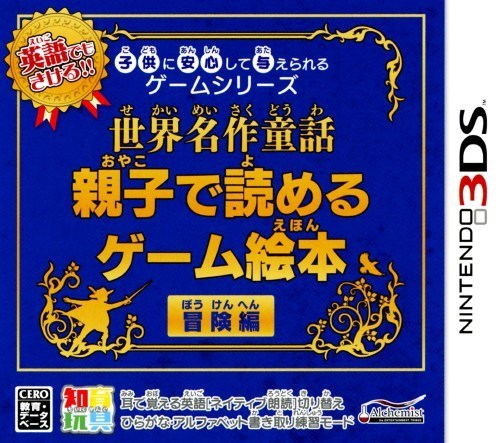 英語でも
きける!!
子供に安心して与えられる
ゲームシリーズ
世界名作童話
親子で読める
ゲーム絵本
冒険編
NINTENDO 3DS
CERO
教育・データベース
知育玩具
耳で覚える英語[ネイティブ朗読]切り替え
ひらがな・アルファベット書き取り練習モード
Alchemist